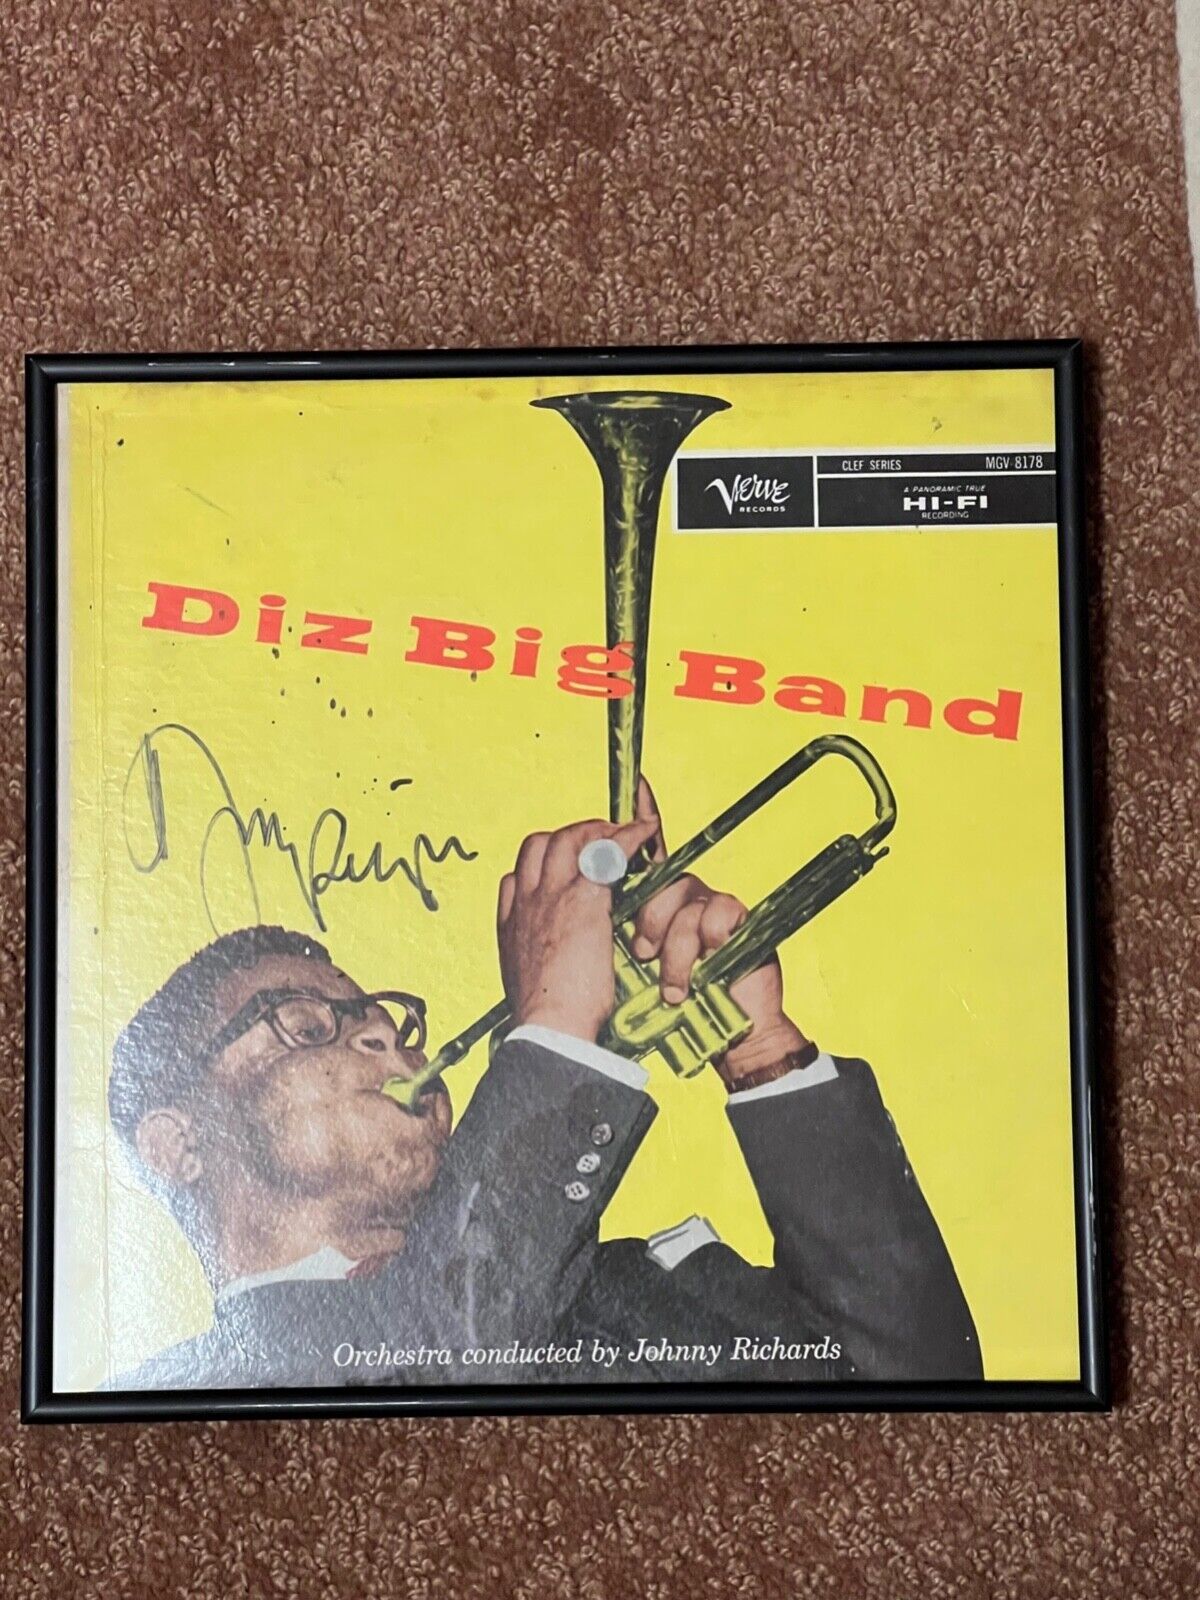 CLEF SERIES MGV-8178
Verve
RECORDS
A PANORAMIC TRUE
HI-FI
RECORDING
Diz Big Band
Orchestra conducted by Johnny Richards